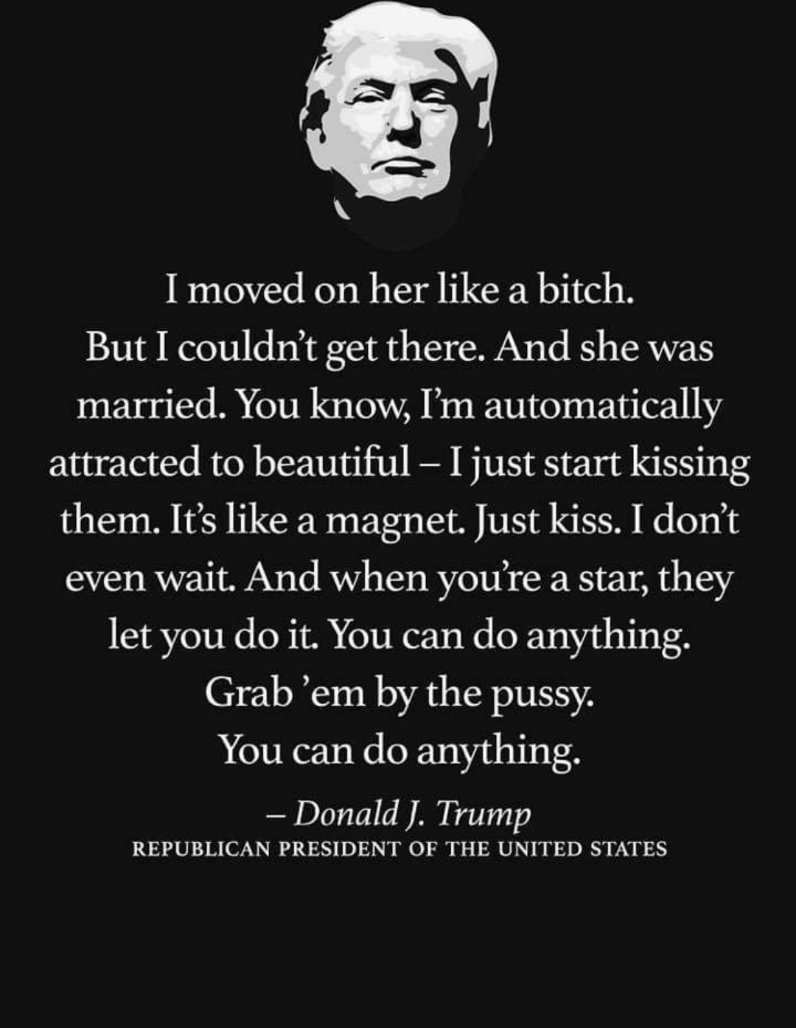 I moved on her like a bitch.
But I couldn’t get there. And she was
married. You know, I’m automatically
attracted to beautiful – I just start kissing
them. It’s like a magnet. Just kiss. I don’t
even wait. And when you’re a star, they
let you do it. You can do anything.
Grab ’em by the pussy.
You can do anything.
– Donald J. Trump
REPUBLICAN PRESIDENT OF THE UNITED STATES